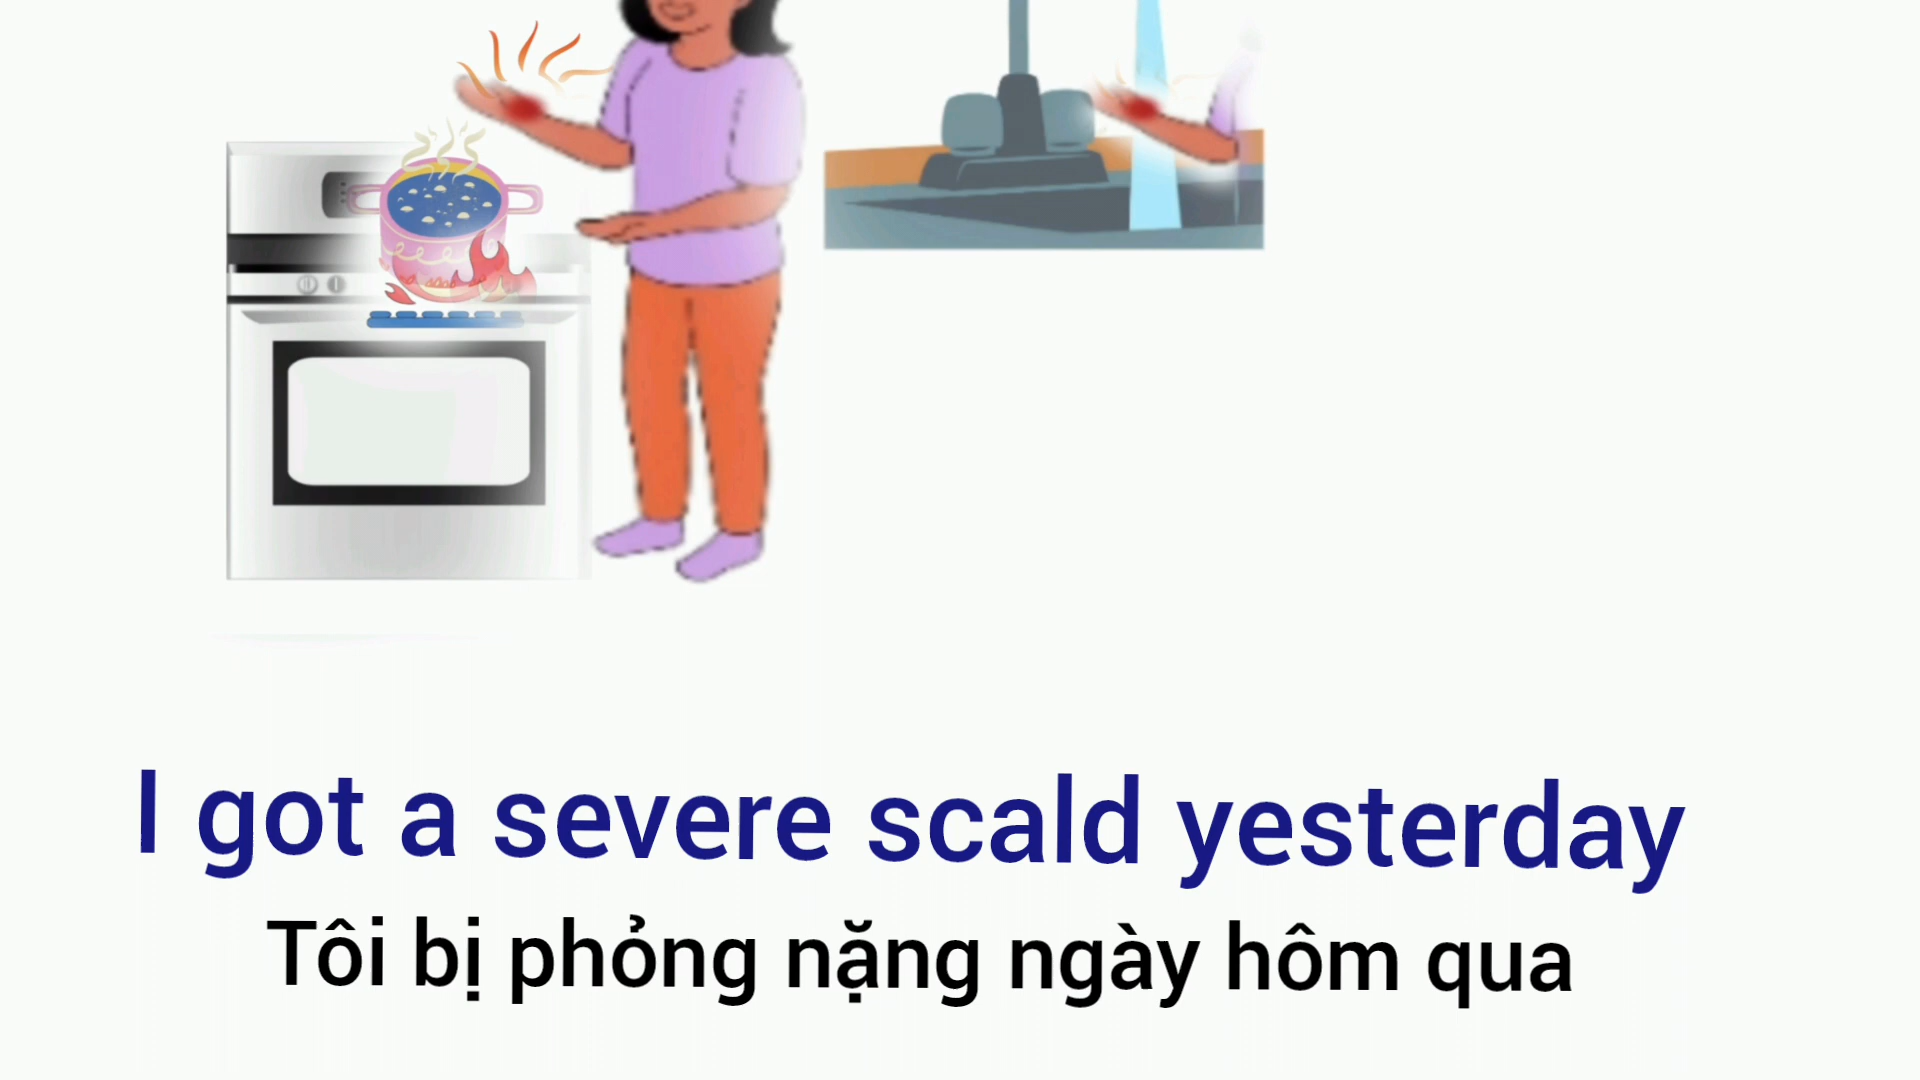 I got a severe scald yesterday
Tôi bị phỏng nặng ngày hôm qua